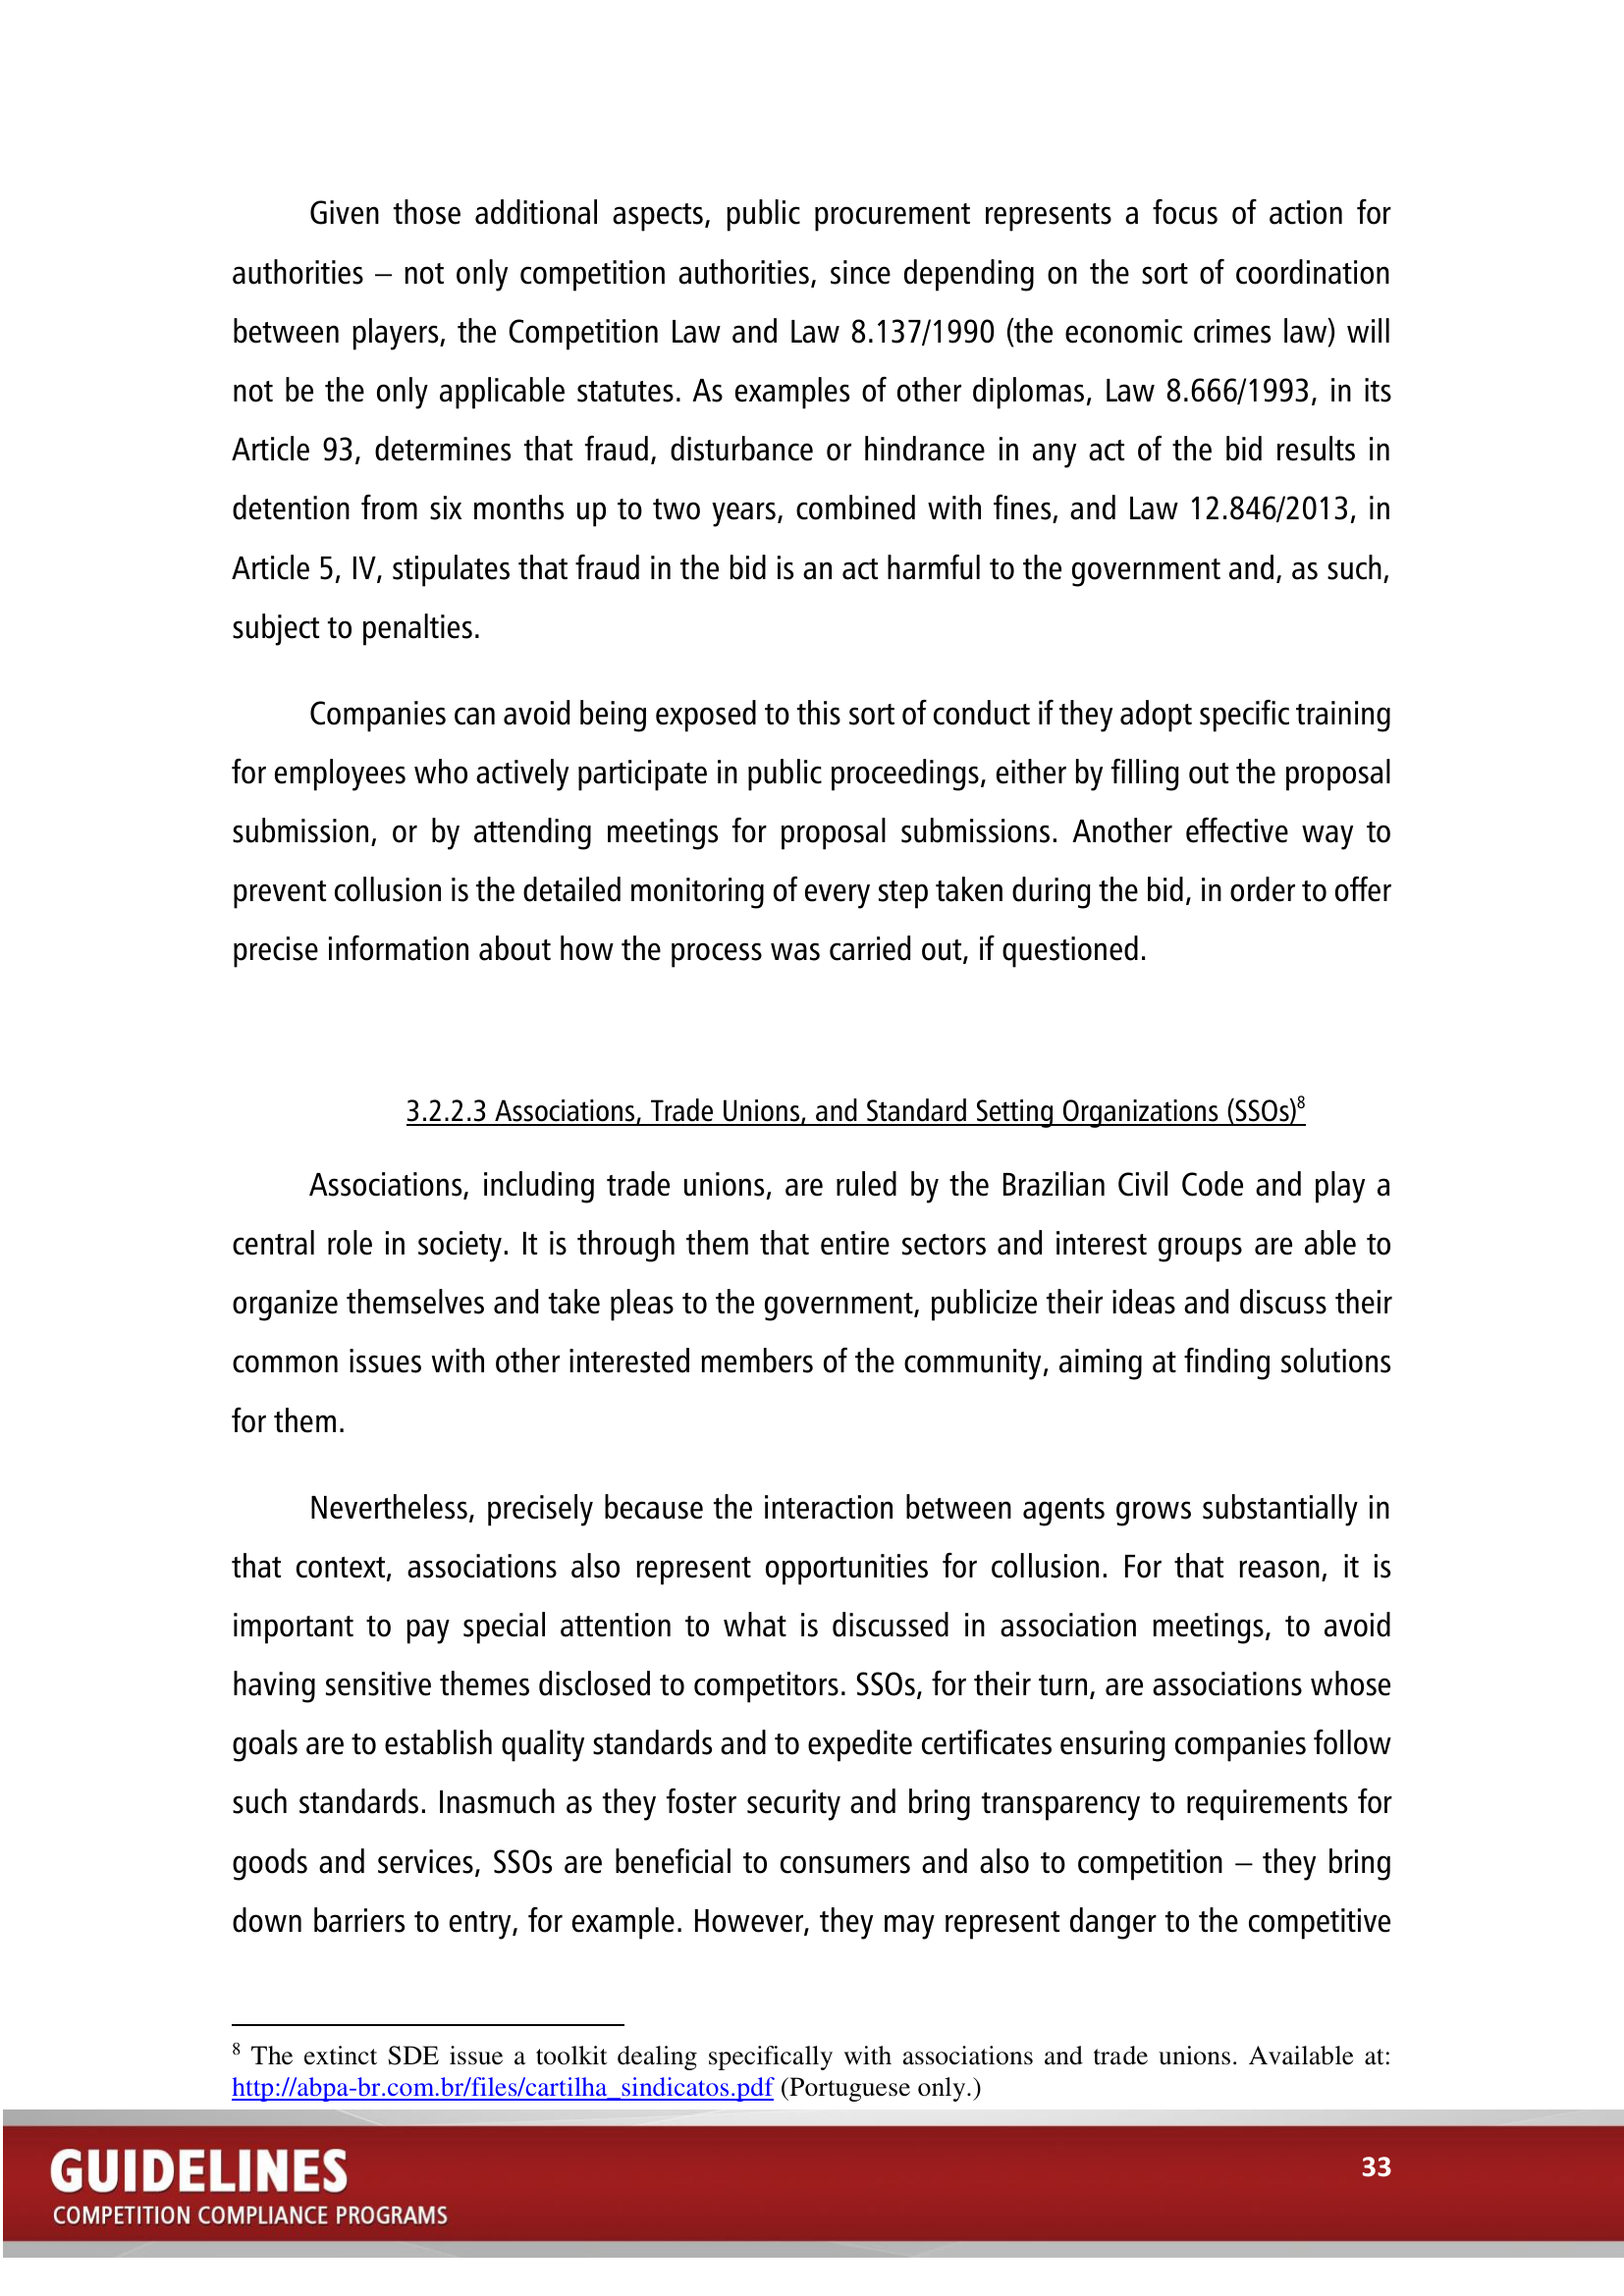 Given those additional aspects, public procurement represents a focus of action for
authorities – not only competition authorities, since depending on the sort of coordination
between players, the Competition Law and Law 8.137/1990 (the economic crimes law) will
not be the only applicable statutes. As examples of other diplomas, Law 8.666/1993, in its
Article 93, determines that fraud, disturbance or hindrance in any act of the bid results in
detention from six months up to two years, combined with fines, and Law 12.846/2013, in
Article 5, IV, stipulates that fraud in the bid is an act harmful to the government and, as such,
subject to penalties.
Companies can avoid being exposed to this sort of conduct if they adopt specific training
for employees who actively participate in public proceedings, either by filling out the proposal
submission, or by attending meetings for proposal submissions. Another effective way to
prevent collusion is the detailed monitoring of every step taken during the bid, in order to offer
precise information about how the process was carried out, if questioned.
3.2.2.3 Associations, Trade Unions, and Standard Setting Organizations (SSOs)8
Associations, including trade unions, are ruled by the Brazilian Civil Code and play a
central role in society. It is through them that entire sectors and interest groups are able to
organize themselves and take pleas to the government, publicize their ideas and discuss their
common issues with other interested members of the community, aiming at finding solutions
for them.
Nevertheless, precisely because the interaction between agents grows substantially in
that context, associations also represent opportunities for collusion. For that reason, it is
important to pay special attention to what is discussed in association meetings, to avoid
having sensitive themes disclosed to competitors. SSOs, for their turn, are associations whose
goals are to establish quality standards and to expedite certificates ensuring companies follow
such standards. Inasmuch as they foster security and bring transparency to requirements for
goods and services, SSOs are beneficial to consumers and also to competition – they bring
down barriers to entry, for example. However, they may represent danger to the competitive
8 The extinct SDE issue a toolkit dealing specifically with associations and trade unions. Available at:
http://abpa-br.com.br/files/cartilha_sindicatos.pdf (Portuguese only.)
GUIDELINES
33
COMPETITION COMPLIANCE PROGRAMS